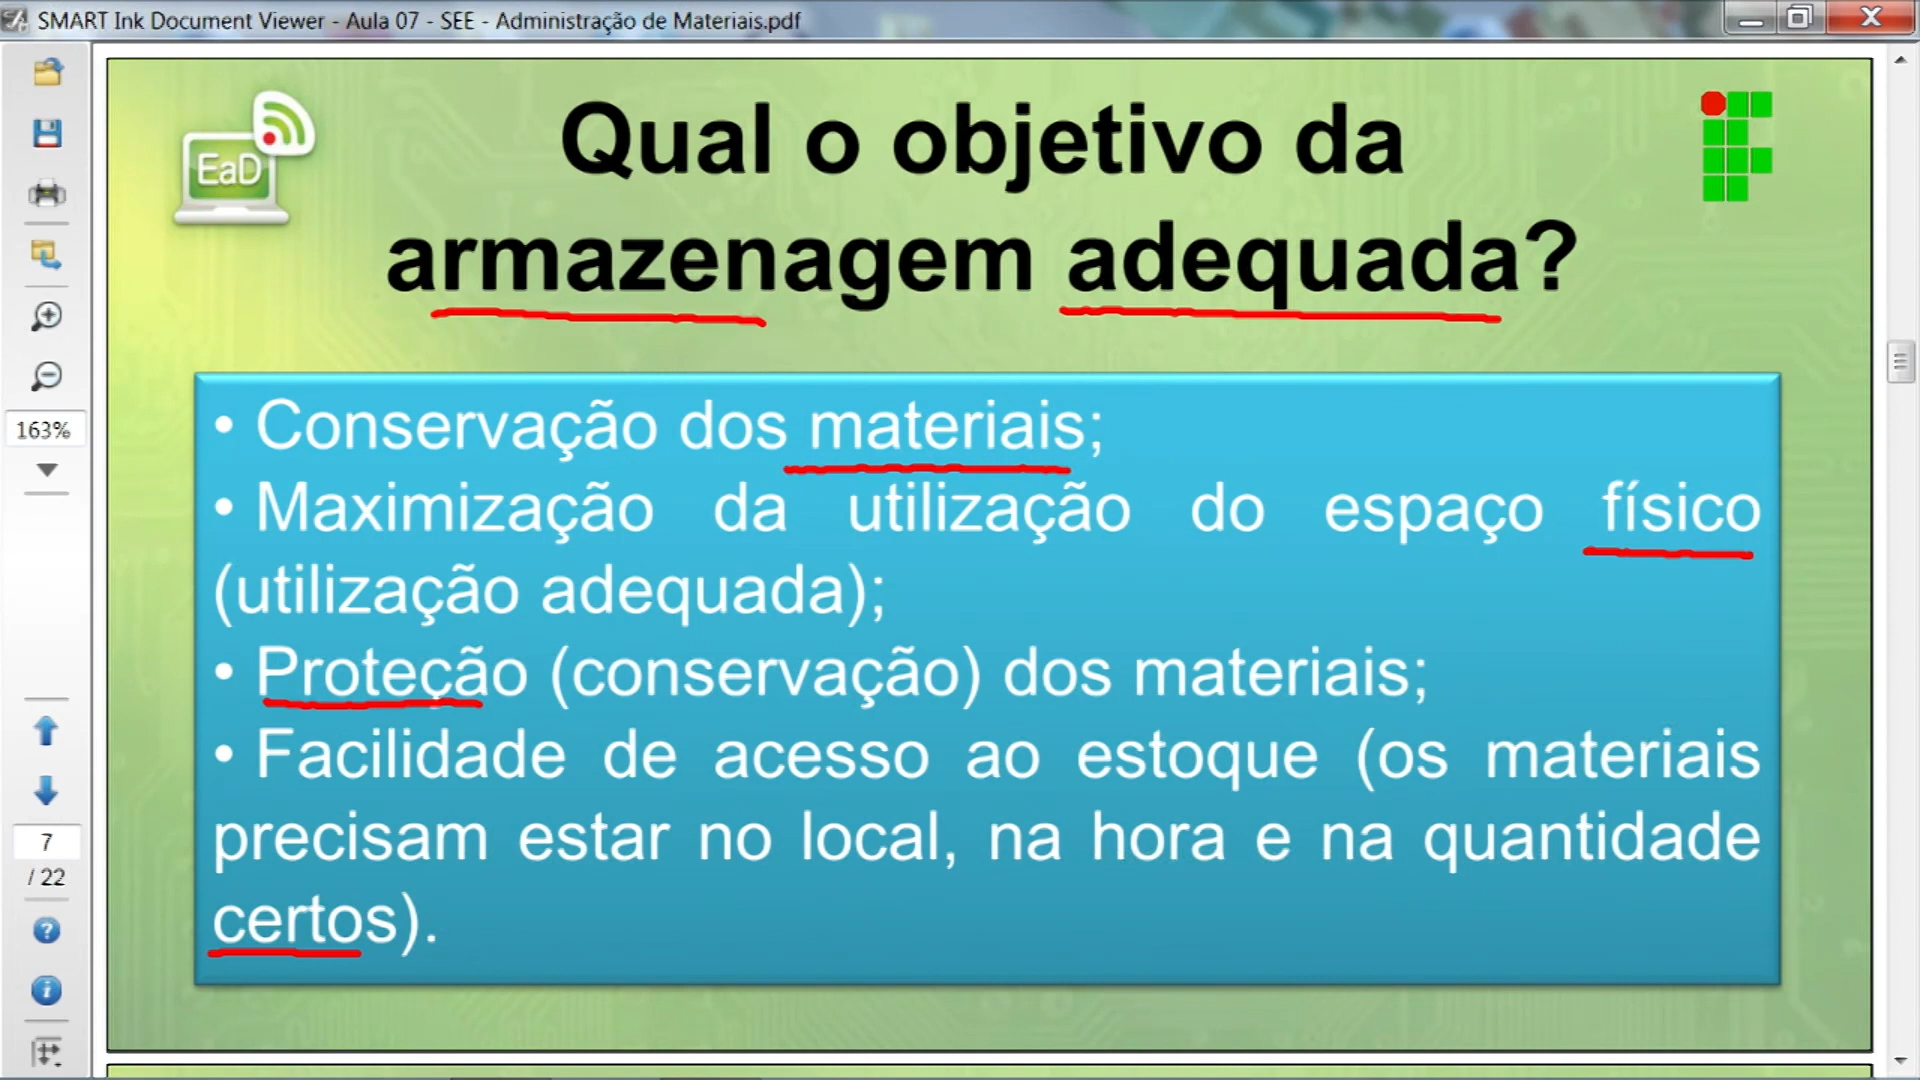 SMART Ink Document Viewer - Aula 07 - SEE - Administração de Materiais.pdf
EaD
Qual o objetivo da
armazenagem adequada?
163%
• Conservação dos materiais;
• Maximização da utilização do espaço físico
(utilização adequada);
• Proteção (conservação) dos materiais;
• Facilidade de acesso ao estoque (os materiais
precisam estar no local, na hora e na quantidade
certos).
7
/ 22